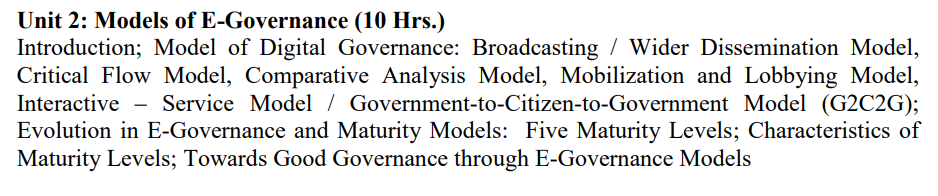 Unit 2: Models of E-Governance (10 Hrs.)
Introduction; Model of Digital Governance: Broadcasting / Wider Dissemination Model,
Critical Flow Model, Comparative Analysis Model, Mobilization and Lobbying Model,
Interactive – Service Model / Government-to-Citizen-to-Government Model (G2C2G);
Evolution in E-Governance and Maturity Models: Five Maturity Levels; Characteristics of
Maturity Levels; Towards Good Governance through E-Governance Models